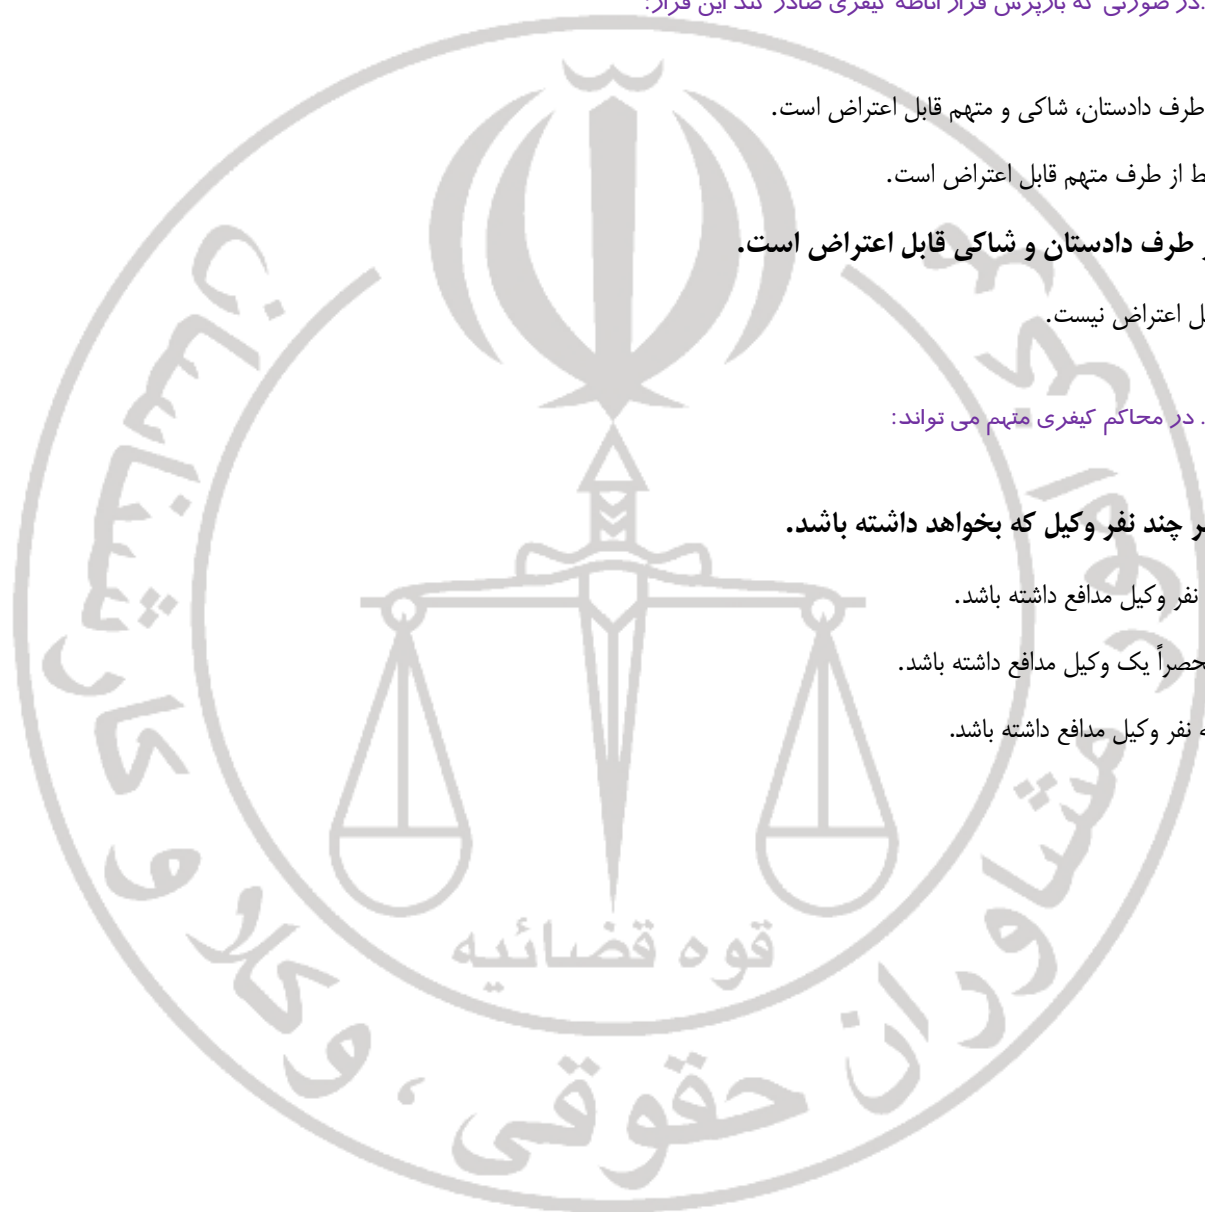 در صورتی که بازپرس قرار اناطه کیفری صادر کند این قرار:
طرف دادستان، شاکی و متهم قابل اعتراض است.
از طرف متهم قابل اعتراض است.
طرف دادستان و شاکی قابل اعتراض است.
اعتراض نیست.
. در محاکم کیفری متهم می تواند:
چند نفر وکیل که بخواهد داشته باشد.
نفر وکیل مدافع داشته باشد.
یک وکیل مدافع داشته باشد.
نفر وکیل مدافع داشته باشد.
قوه قضائیه
مرکز امور مشاوران حقوقی، وکلا و کارشناسان